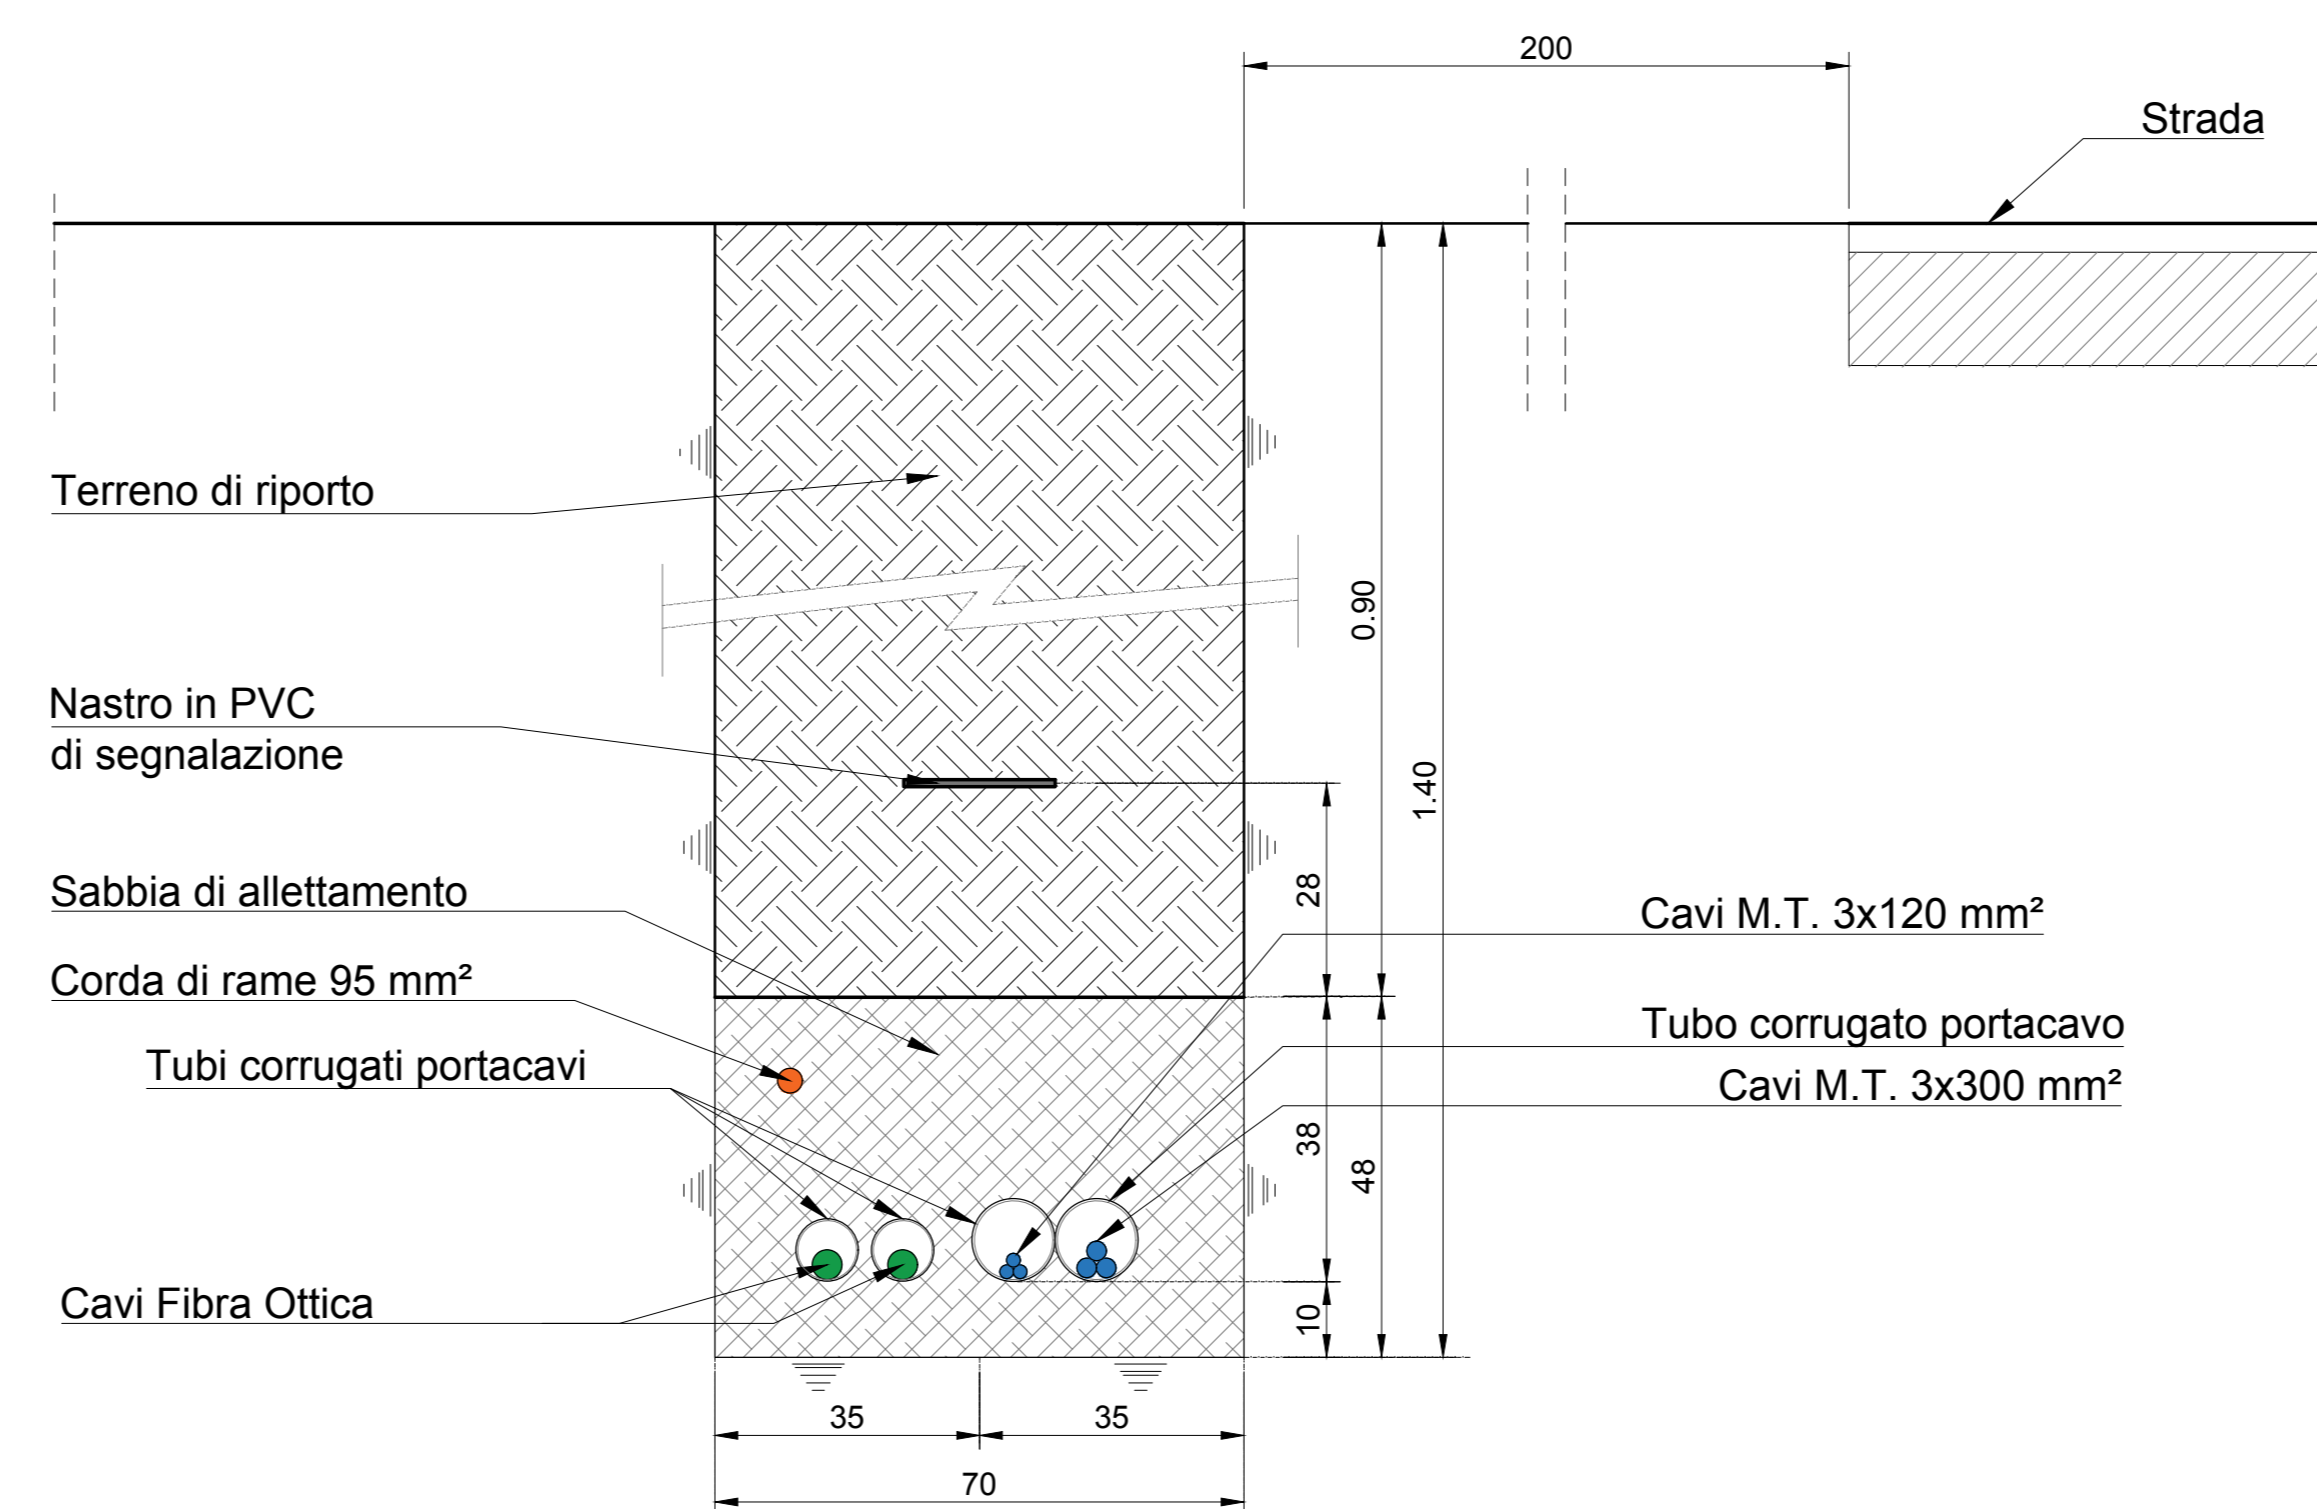 200
Strada
Terreno di riporto
0.90
Nastro in PVC
di segnalazione
1.40
28
Sabbia di allettamento
Cavi M.T. 3x120 mm²
Corda di rame 95 mm²
Tubo corrugato portacavo
Tubi corrugati portacavi
Cavi M.T. 3x300 mm²
38
48
Cavi Fibra Ottica
10
35
35
70